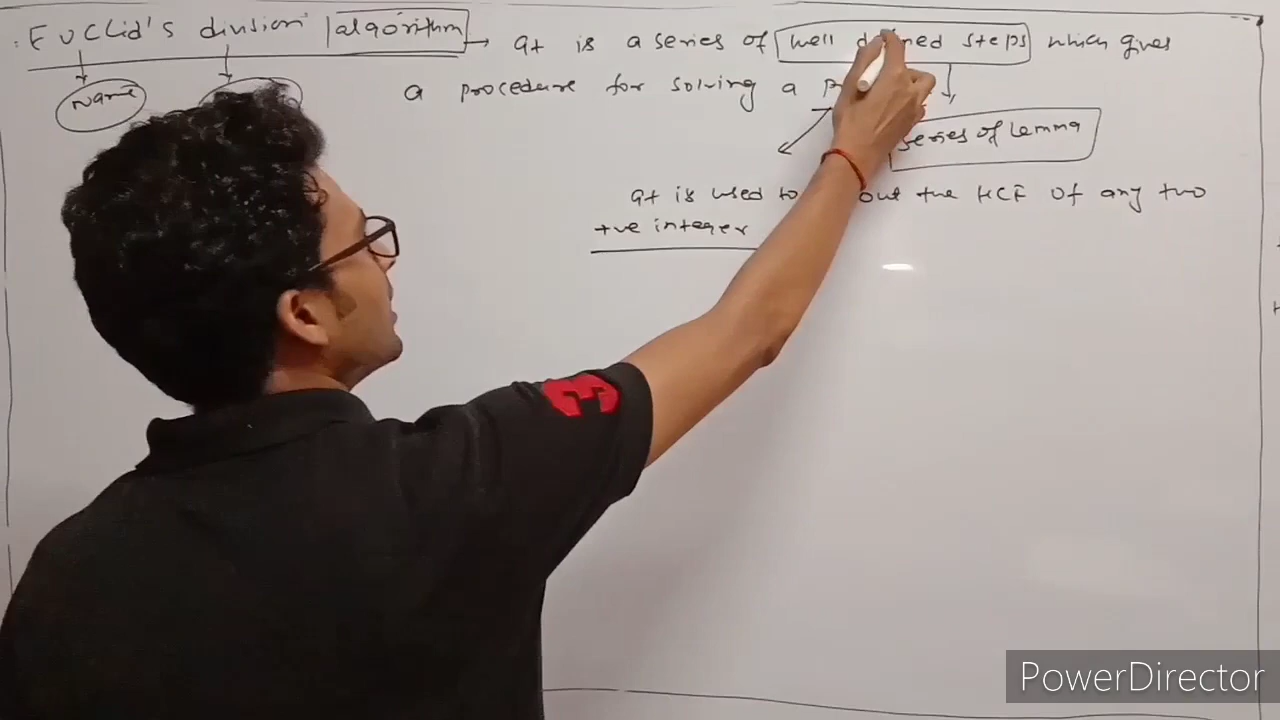 Euclid's division algorithm → It is a series of well defined steps which gives
a procedure for solving a
Name
series of Lemma
It is used to out the HCF of any two
+ve integer
PowerDirector